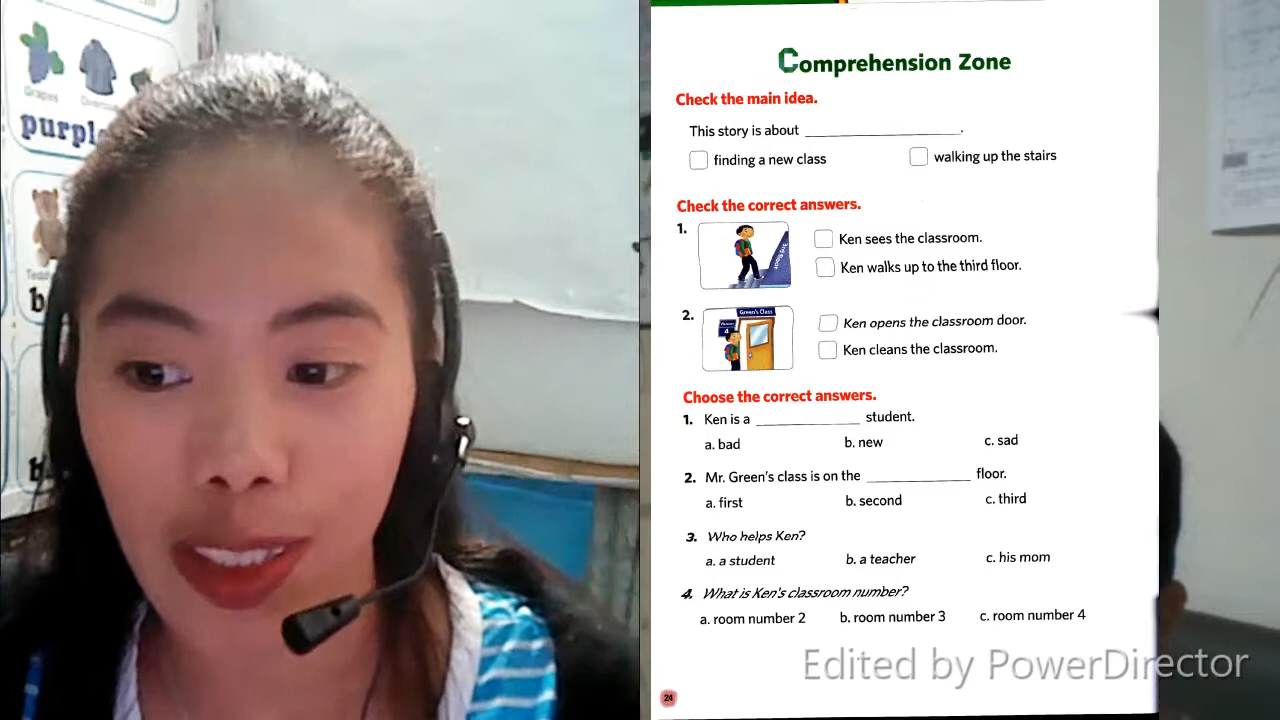 Grapes
purple
Comprehension Zone
Check the main idea.
This story is about ____________.
finding a new class
walking up the stairs
Check the correct answers.
1.
Ken sees the classroom.
Ken walks up to the third floor.
2.
Green's Class
4
Ken opens the classroom door.
Ken cleans the classroom.
Choose the correct answers.
1. Ken is a ____________ student.
a. bad b. new c. sad
2. Mr. Green's class is on the ____________ floor.
a. first b. second c. third
3. Who helps Ken?
a. a student b. a teacher c. his mom
4. What is Ken's classroom number?
a. room number 2 b. room number 3 c. room number 4
Edited by PowerDirector
24